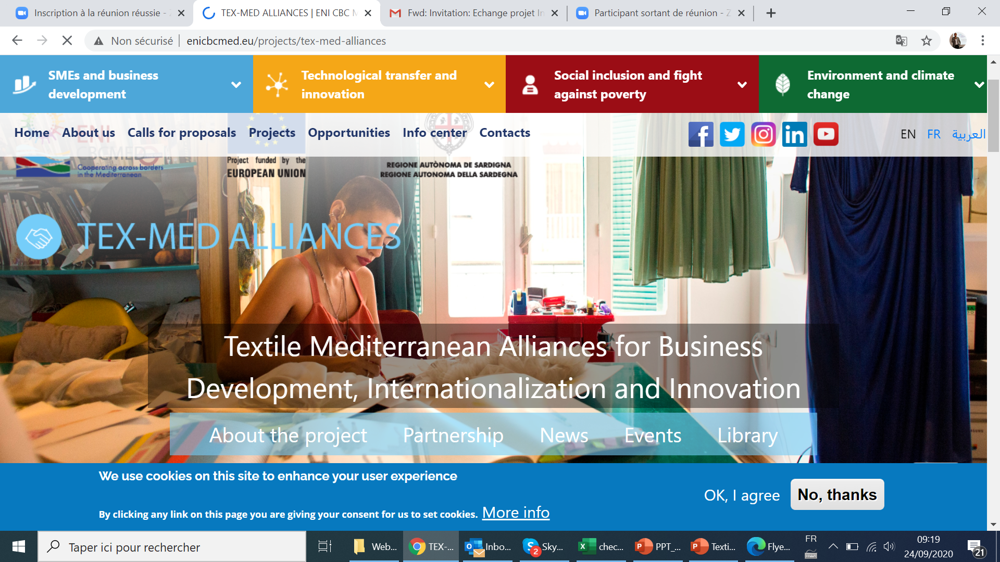 Inscription à la réunion réussie -
TEX-MED ALLIANCES | ENI CBC M
Fwd: Invitation: Echange projet In
Participant sortant de réunion - Z
Non sécurisé
enicbcmed.eu/projects/tex-med-alliances
SMEs and business
development
Technological transfer and
innovation
Social inclusion and fight
against poverty
Environment and climate
change
Home About us Calls for proposals Projects Opportunities Info center Contacts
EN FR العربية
ENI
CBCMED
Cooperating across borders
in the Mediterranean
Project funded by the
EUROPEAN UNION
REGIONE AUTÒNOMA DE SARDIGNA
REGIONE AUTONOMA DELLA SARDEGNA
TEX-MED ALLIANCES
Textile Mediterranean Alliances for Business
Development, Internationalization and Innovation
About the project Partnership News Events Library
We use cookies on this site to enhance your user experience
By clicking any link on this page you are giving your consent for us to set cookies. More info
OK, I agree No, thanks
Taper ici pour rechercher
Web...
TEX-...
Inbo...
Sky...
2
chec...
PPT_...
Texti...
Flye...
FR
09:19
24/09/2020
21